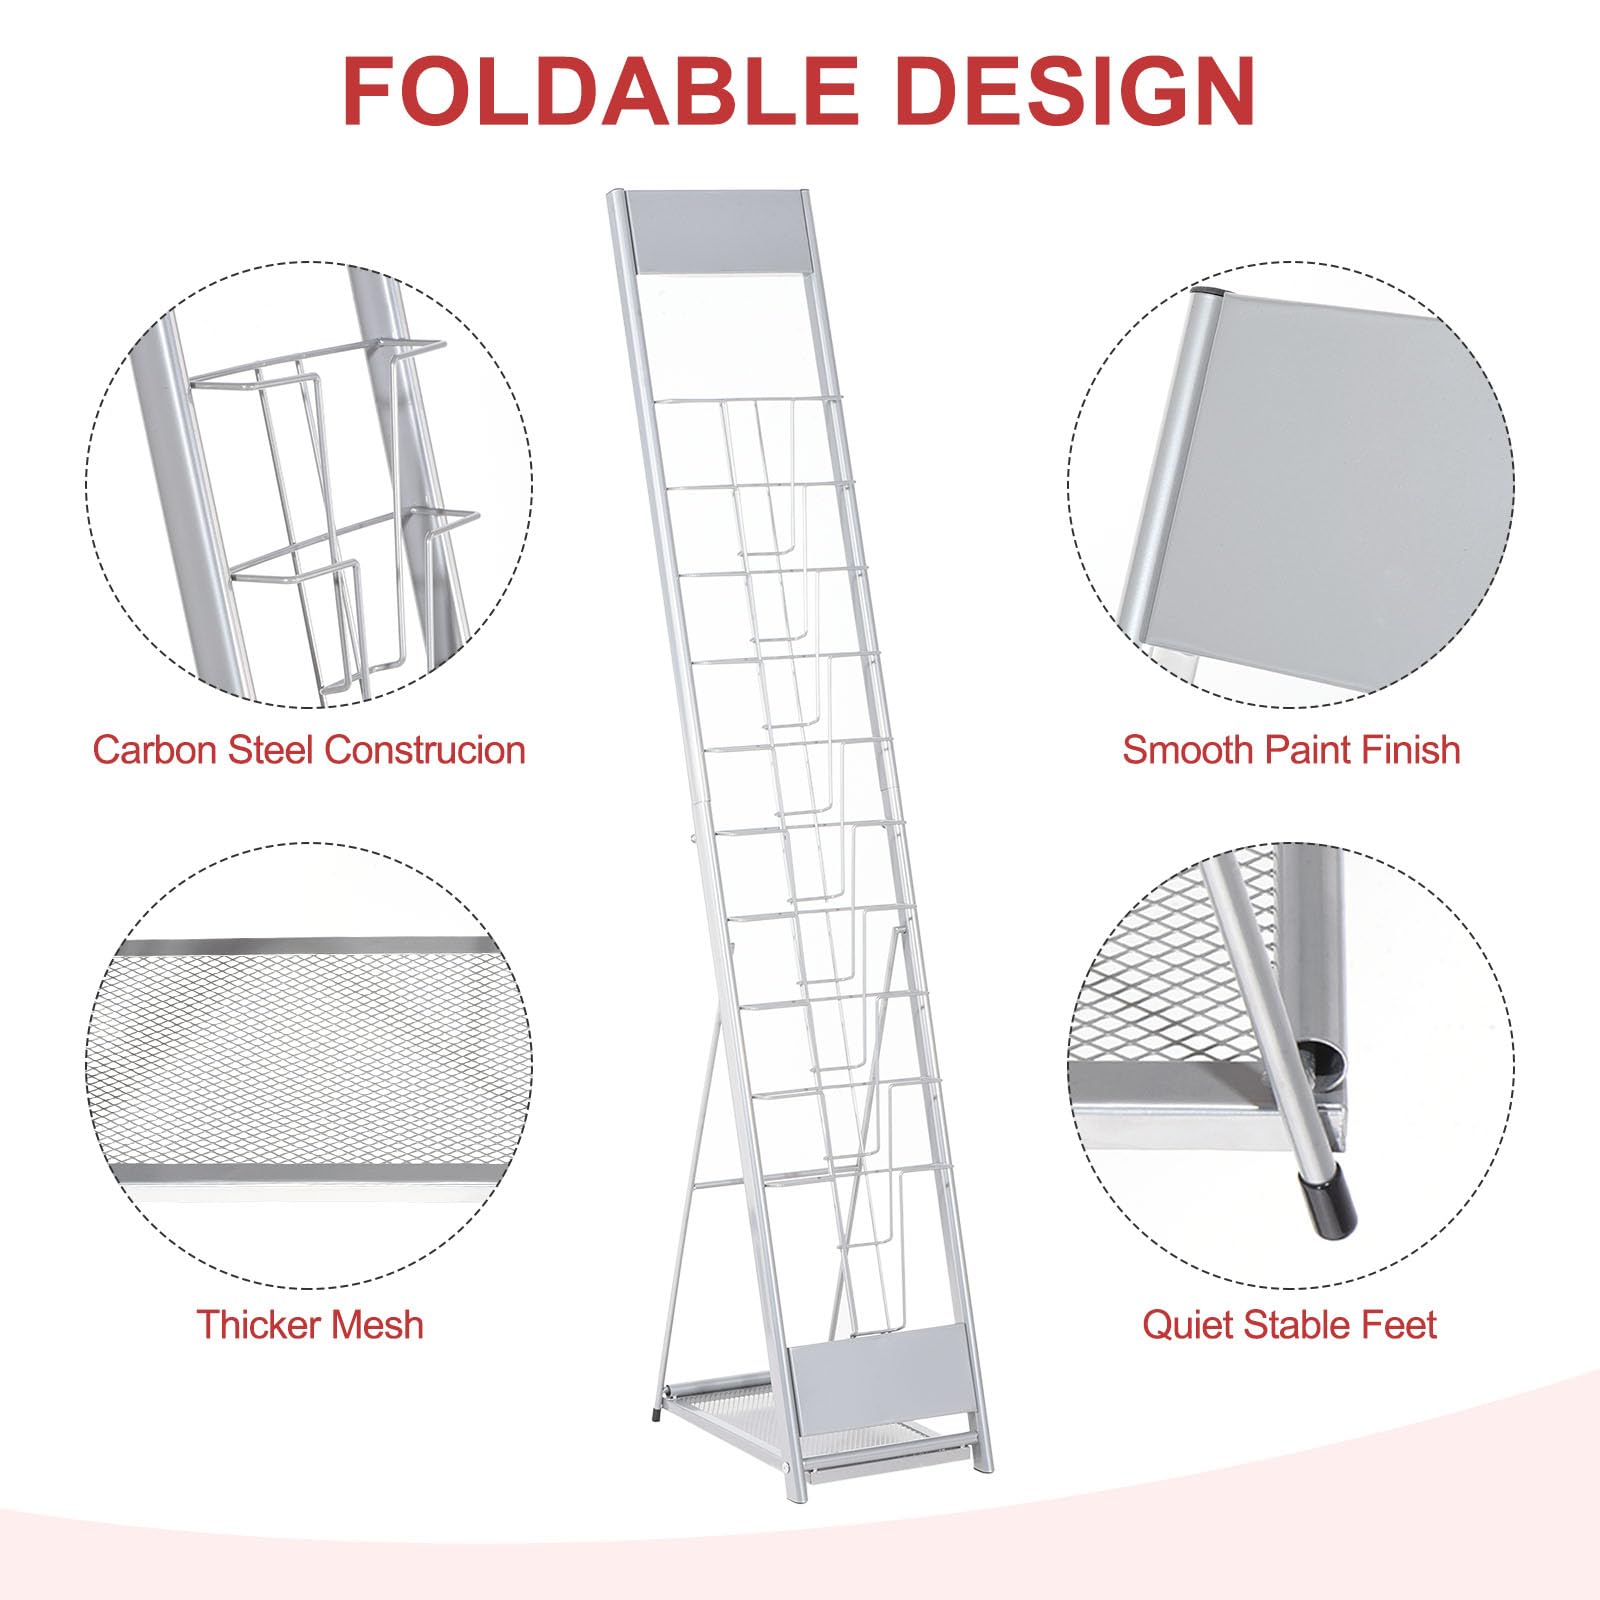 FOLDABLE DESIGN
Carbon Steel Construcion
Smooth Paint Finish
Thicker Mesh
Quiet Stable Feet